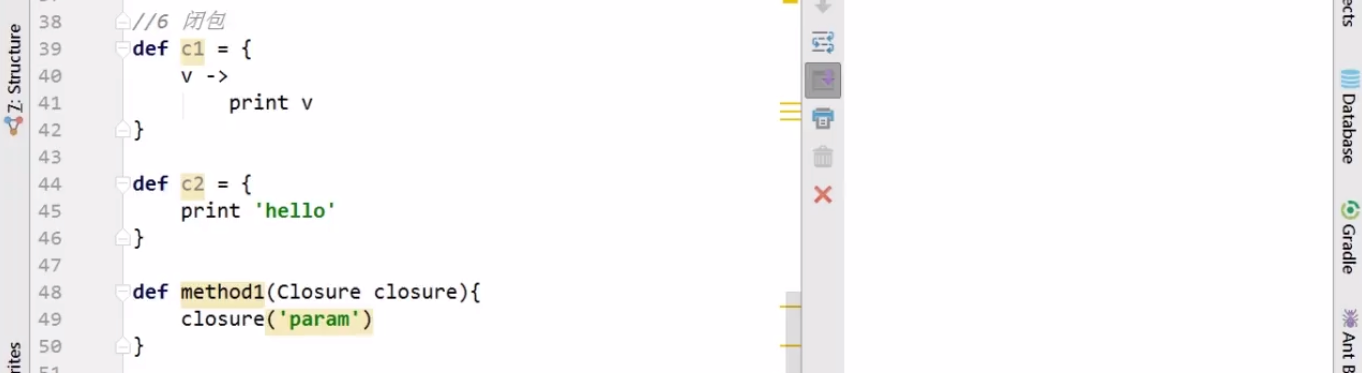 38 //6 闭包
39 def c1 = {
40 v ->
41 print v
42 }
43
44 def c2 = {
45 print 'hello'
46 }
47
48 def method1(Closure closure){
49 closure('param')
50 }
7: Structure
rites
ects
Database
Gradle
Ant B